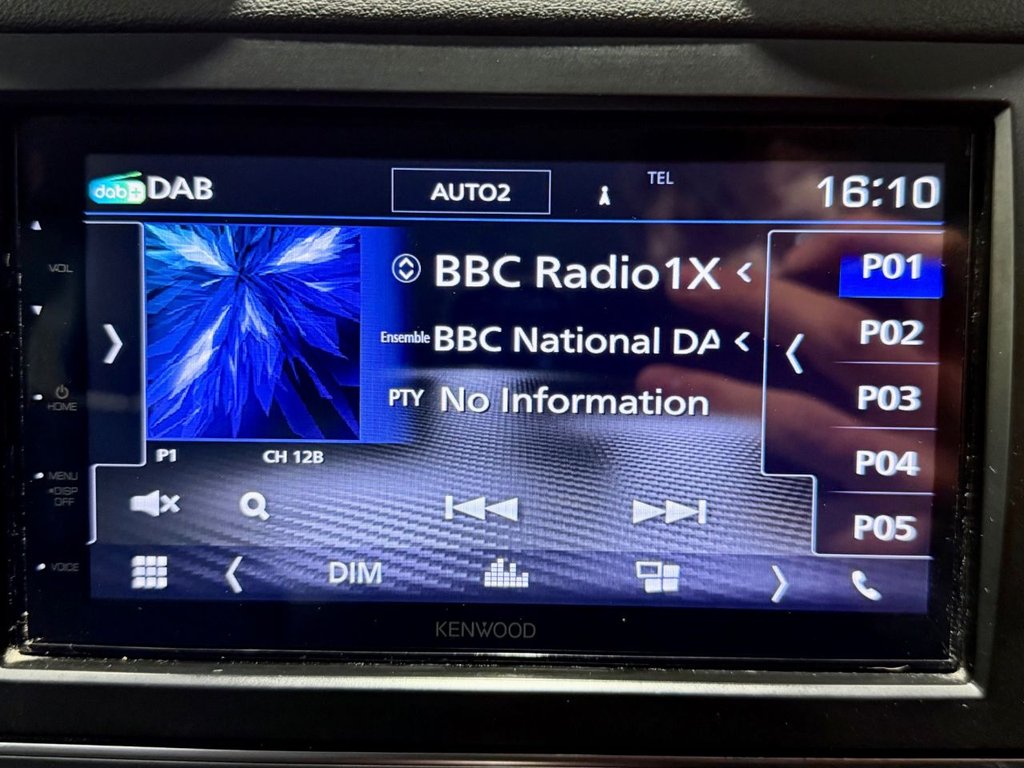 dab+ DAB AUTO2 TEL 16:10
VOL
HOME
MENU
DISP
OFF
VOICE
BBC Radio1X
Ensemble BBC National DA
PTY No Information
P1 CH 12B
P01
P02
P03
P04
P05
DIM
KENWOOD